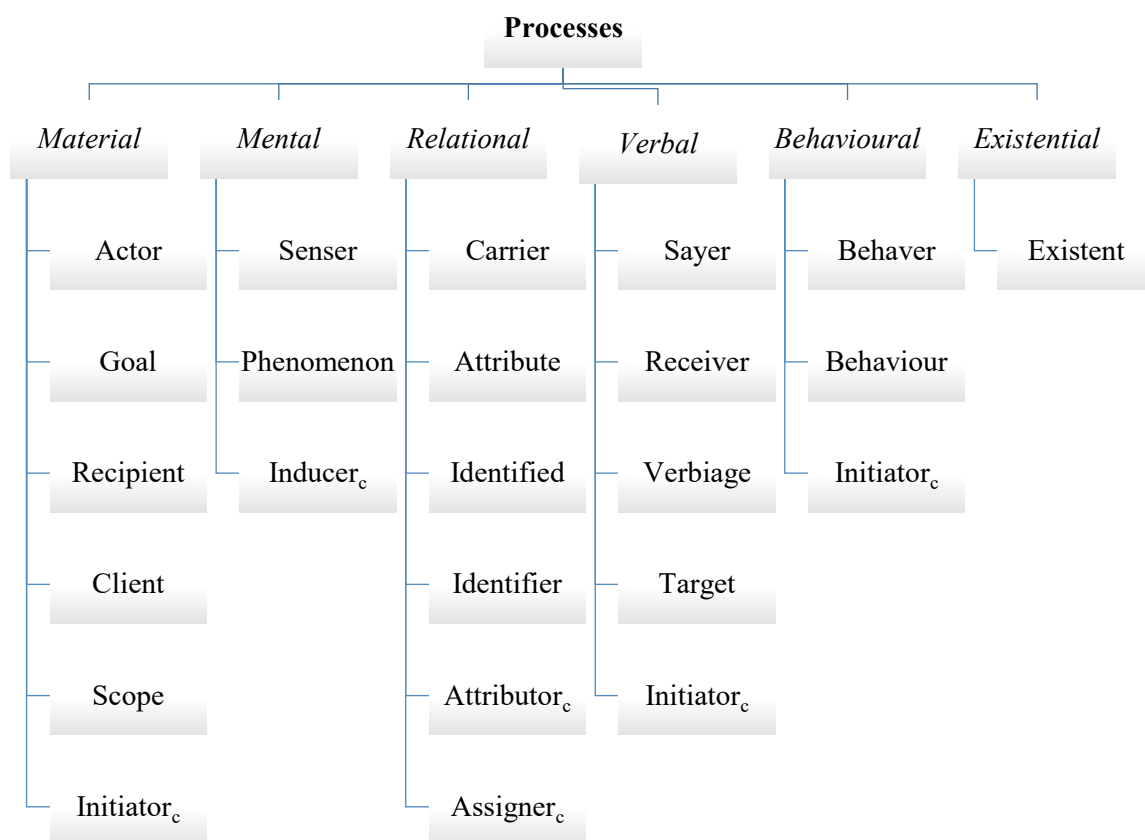 Processes
Material
Mental
Relational
Verbal
Behavioural
Existential
Actor
Senser
Carrier
Sayer
Behaver
Existent
Goal
Phenomenon
Attribute
Receiver
Behaviour
Recipient
Inducerc
Identified
Verbiage
Initiatorc
Client
Identifier
Target
Scope
Attributorc
Initiatorc
Initiatorc
Assignerc